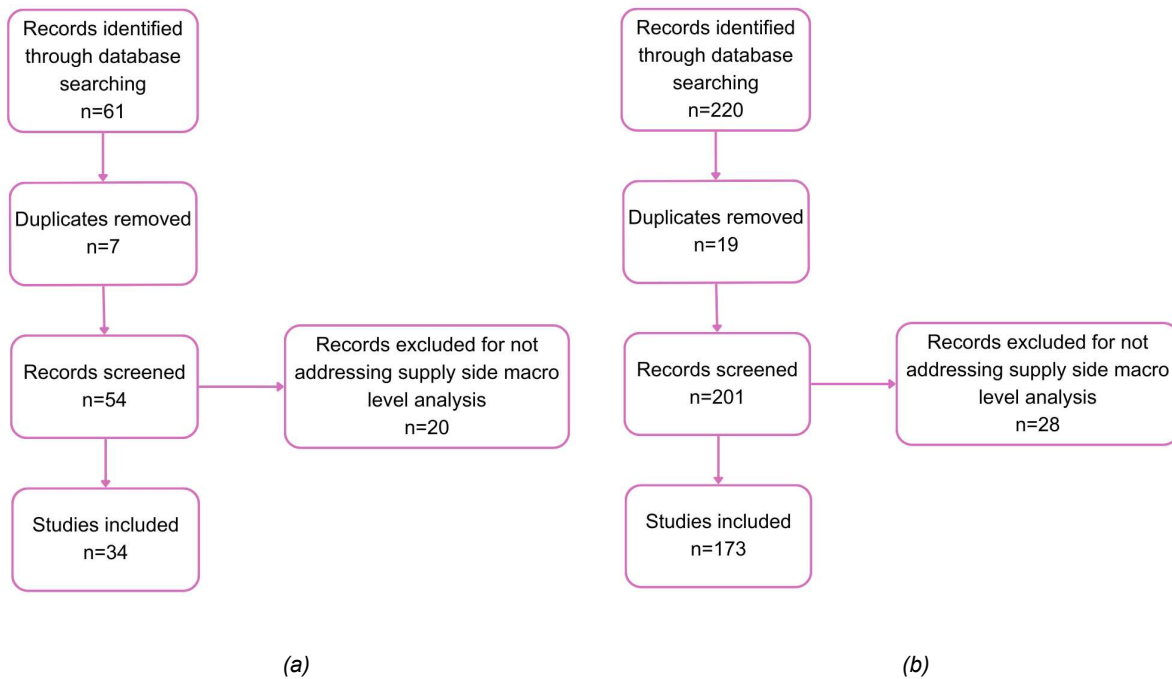 Records identified
through database
searching
n=61
Duplicates removed
n=7
Records screened
n=54
Records excluded for not
addressing supply side macro
level analysis
n=20
Studies included
n=34
(a)
Records identified
through database
searching
n=220
Duplicates removed
n=19
Records screened
n=201
Records excluded for not
addressing supply side macro
level analysis
n=28
Studies included
n=173
(b)